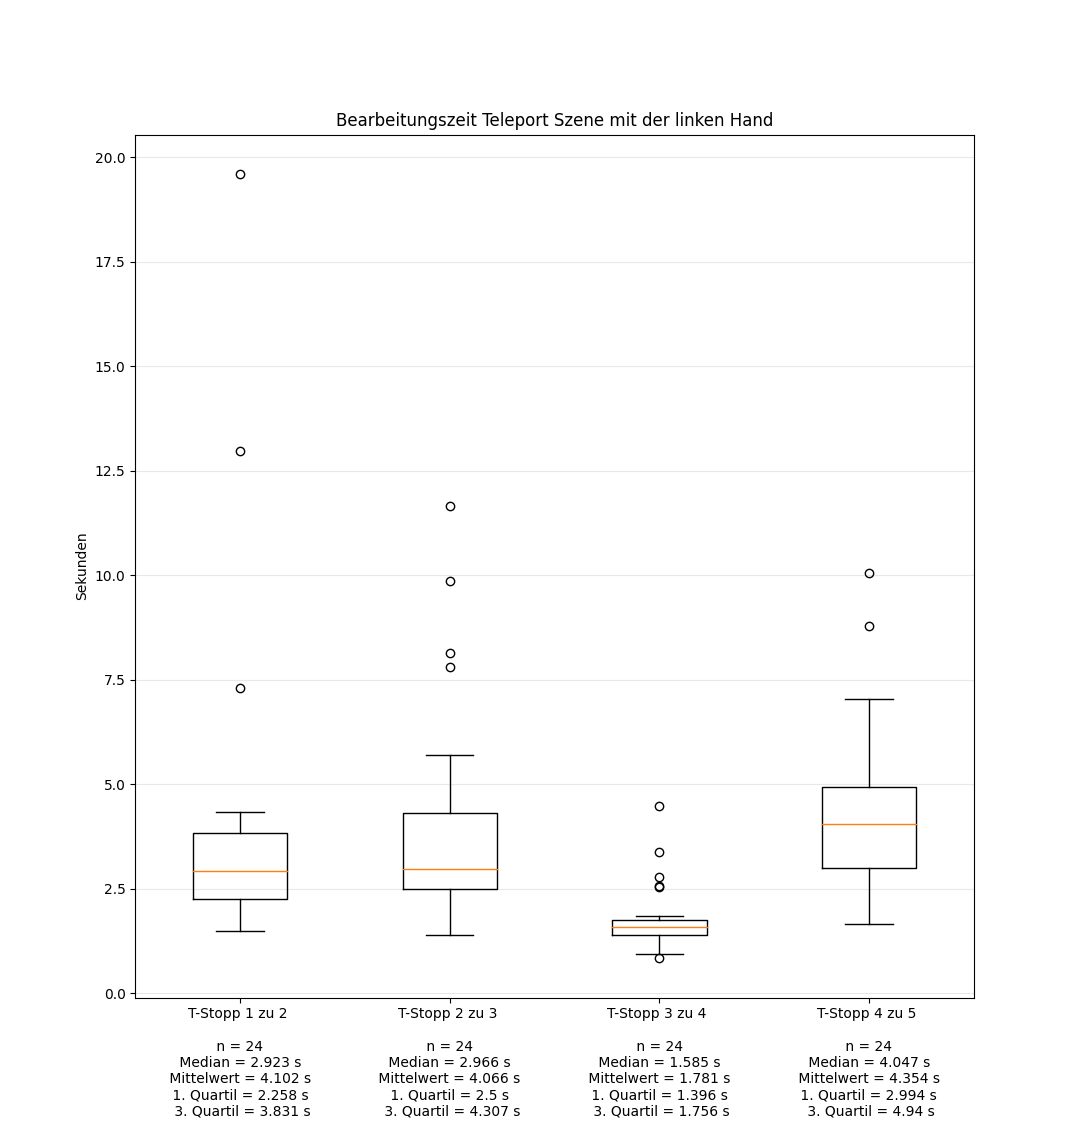 Bearbeitungszeit Teleport Szene mit der linken Hand
20.0
17.5
15.0
12.5
10.0
7.5
5.0
2.5
0.0
Sekunden
T-Stopp 1 zu 2
n = 24
Median = 2.923 s
Mittelwert = 4.102 s
1. Quartil = 2.258 s
3. Quartil = 3.831 s
T-Stopp 2 zu 3
n = 24
Median = 2.966 s
Mittelwert = 4.066 s
1. Quartil = 2.5 s
3. Quartil = 4.307 s
T-Stopp 3 zu 4
n = 24
Median = 1.585 s
Mittelwert = 1.781 s
1. Quartil = 1.396 s
3. Quartil = 1.756 s
T-Stopp 4 zu 5
n = 24
Median = 4.047 s
Mittelwert = 4.354 s
1. Quartil = 2.994 s
3. Quartil = 4.94 s